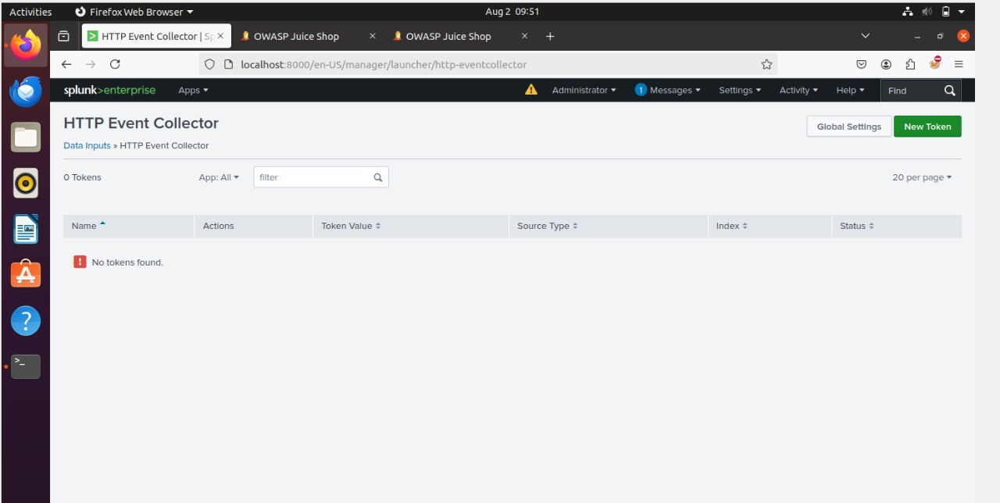 Activities Firefox Web Browser Aug 2 09:51
HTTP Event Collector | Sp × OWASP Juice Shop × OWASP Juice Shop × +
localhost:8000/en-US/manager/launcher/http-eventcollector
splunk>enterprise Apps Administrator 1 Messages Settings Activity Help Find
HTTP Event Collector
Global Settings New Token
Data Inputs » HTTP Event Collector
0 Tokens App: All filter 20 per page
Name Actions Token Value Source Type Index Status
! No tokens found.
?
>_